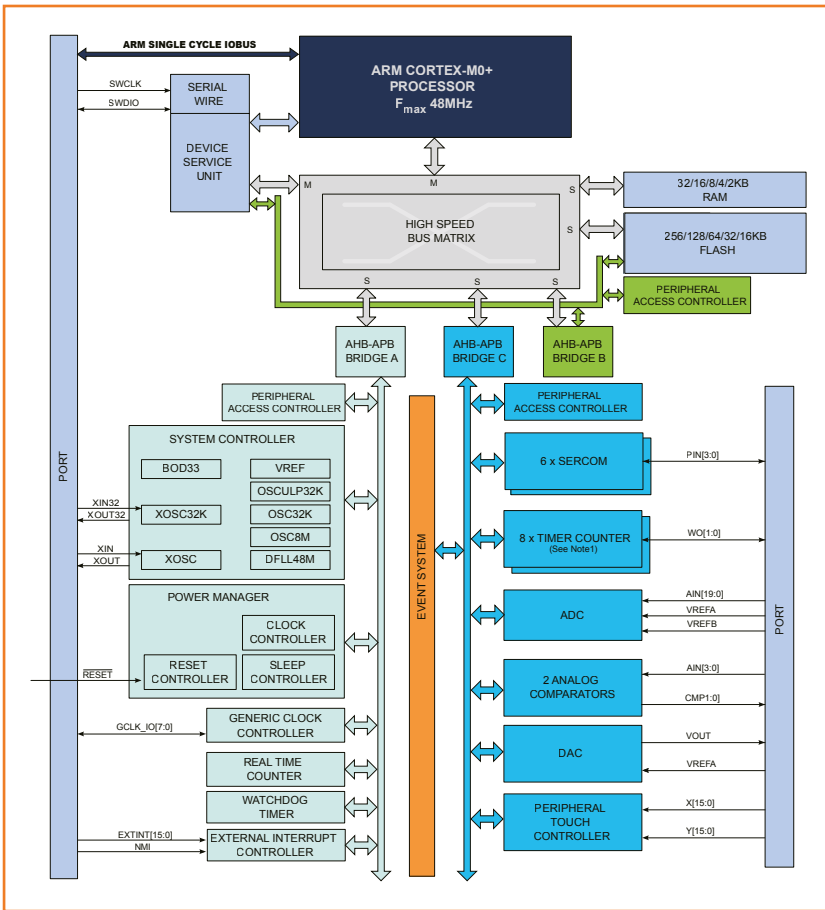 ARM SINGLE CYCLE IOBUS
ARM CORTEX-M0+
PROCESSOR
Fmax 48MHz
SWCLK
SWDIO
SERIAL
WIRE
DEVICE
SERVICE
UNIT
M
M
HIGH SPEED
BUS MATRIX
S
S
S
S
S
32/16/8/4/2KB
RAM
256/128/64/32/16KB
FLASH
PERIPHERAL
ACCESS CONTROLLER
AHB-APB
BRIDGE A
AHB-APB
BRIDGE C
AHB-APB
BRIDGE B
PORT
PERIPHERAL
ACCESS CONTROLLER
SYSTEM CONTROLLER
BOD33
VREF
OSCULP32K
XIN32
XOUT32
XOSC32K
OSC32K
OSC8M
XIN
XOUT
XOSC
DFLL48M
POWER MANAGER
CLOCK
CONTROLLER
RESET
RESET
CONTROLLER
SLEEP
CONTROLLER
GCLK_IO[7:0]
GENERIC CLOCK
CONTROLLER
REAL TIME
COUNTER
WATCHDOG
TIMER
EXTINT[15:0]
NMI
EXTERNAL INTERRUPT
CONTROLLER
EVENT SYSTEM
PERIPHERAL
ACCESS CONTROLLER
6 x SERCOM
PIN[3:0]
8 x TIMER COUNTER
(See Note1)
WO[1:0]
ADC
AIN[19:0]
VREFA
VREFB
2 ANALOG
COMPARATORS
AIN[3:0]
CMP1:0]
DAC
VOUT
VREFA
PERIPHERAL
TOUCH
CONTROLLER
X[15:0]
Y[15:0]
PORT